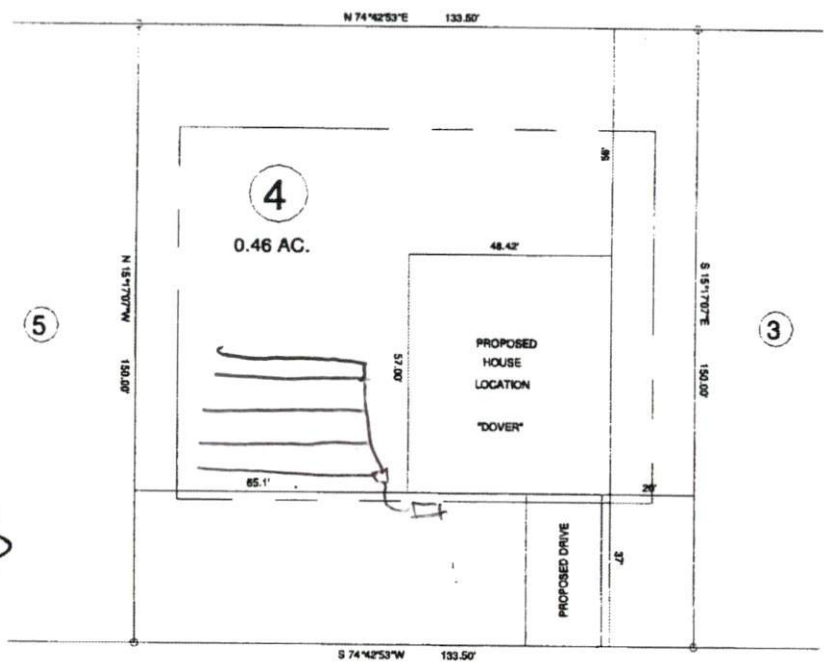 N 74°42'53"E 133.50'
56'
4
0.46 AC.
48.42'
N 15°17'07"W 150.00'
S 15°17'07"E 150.00'
5
3
57.00'
PROPOSED
HOUSE
LOCATION
"DOVER"
65.1'
20'
PROPOSED DRIVE
37'
S 74°42'53"W 133.50'